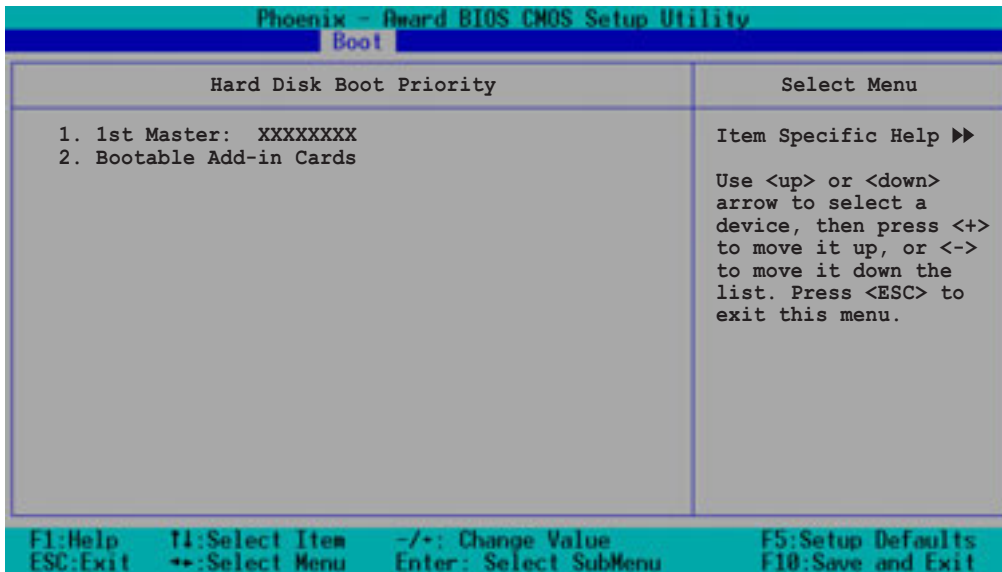 Phoenix - Award BIOS CMOS Setup Utility
Boot
Hard Disk Boot Priority
Select Menu
1. 1st Master: XXXXXXXX
2. Bootable Add-in Cards
Item Specific Help ▶▶
Use <up> or <down>
arrow to select a
device, then press <+>
to move it up, or <->
to move it down the
list. Press <ESC> to
exit this menu.
F1:Help ↑↓:Select Item -/+: Change Value F5:Setup Defaults
ESC:Exit ←→:Select Menu Enter: Select SubMenu F10:Save and Exit